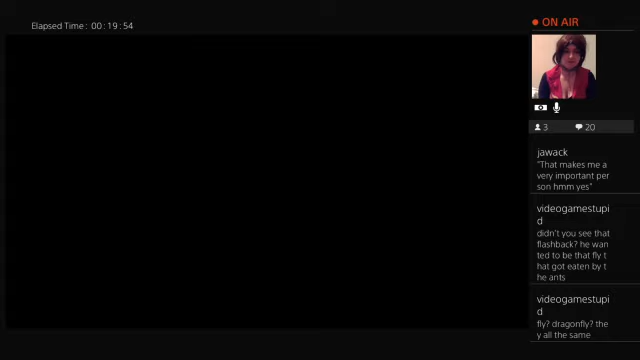 Elapsed Time : 00 : 19 : 54
ON AIR
3
20
jawack
"That makes me a
very important per
son hmm yes"
videogamestupi
d
didn't you see that
flashback? he wan
ted to be that fly t
hat got eaten by t
he ants
videogamestupi
d
fly? dragonfly? the
y all the same